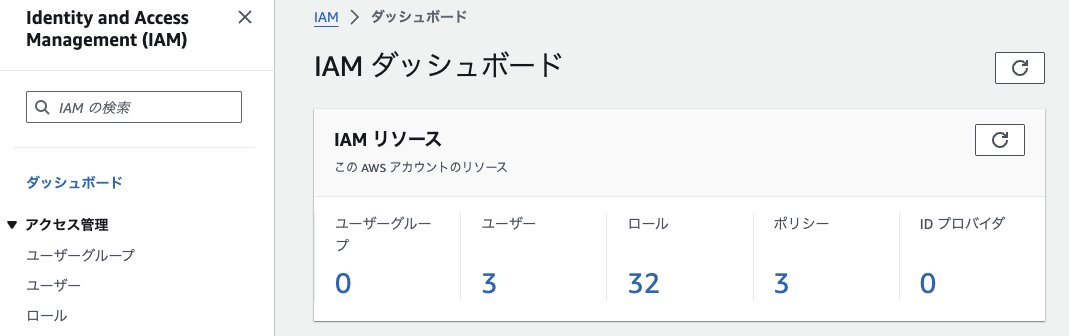 Identity and Access
Management (IAM)
IAM の検索
ダッシュボード
アクセス管理
ユーザーグループ
ユーザー
ロール
IAM
ダッシュボード
IAM ダッシュボード
IAM リソース
この AWS アカウントのリソース
ユーザーグルー
プ
0
ユーザー
3
ロール
32
ポリシー
3
ID プロバイダ
0